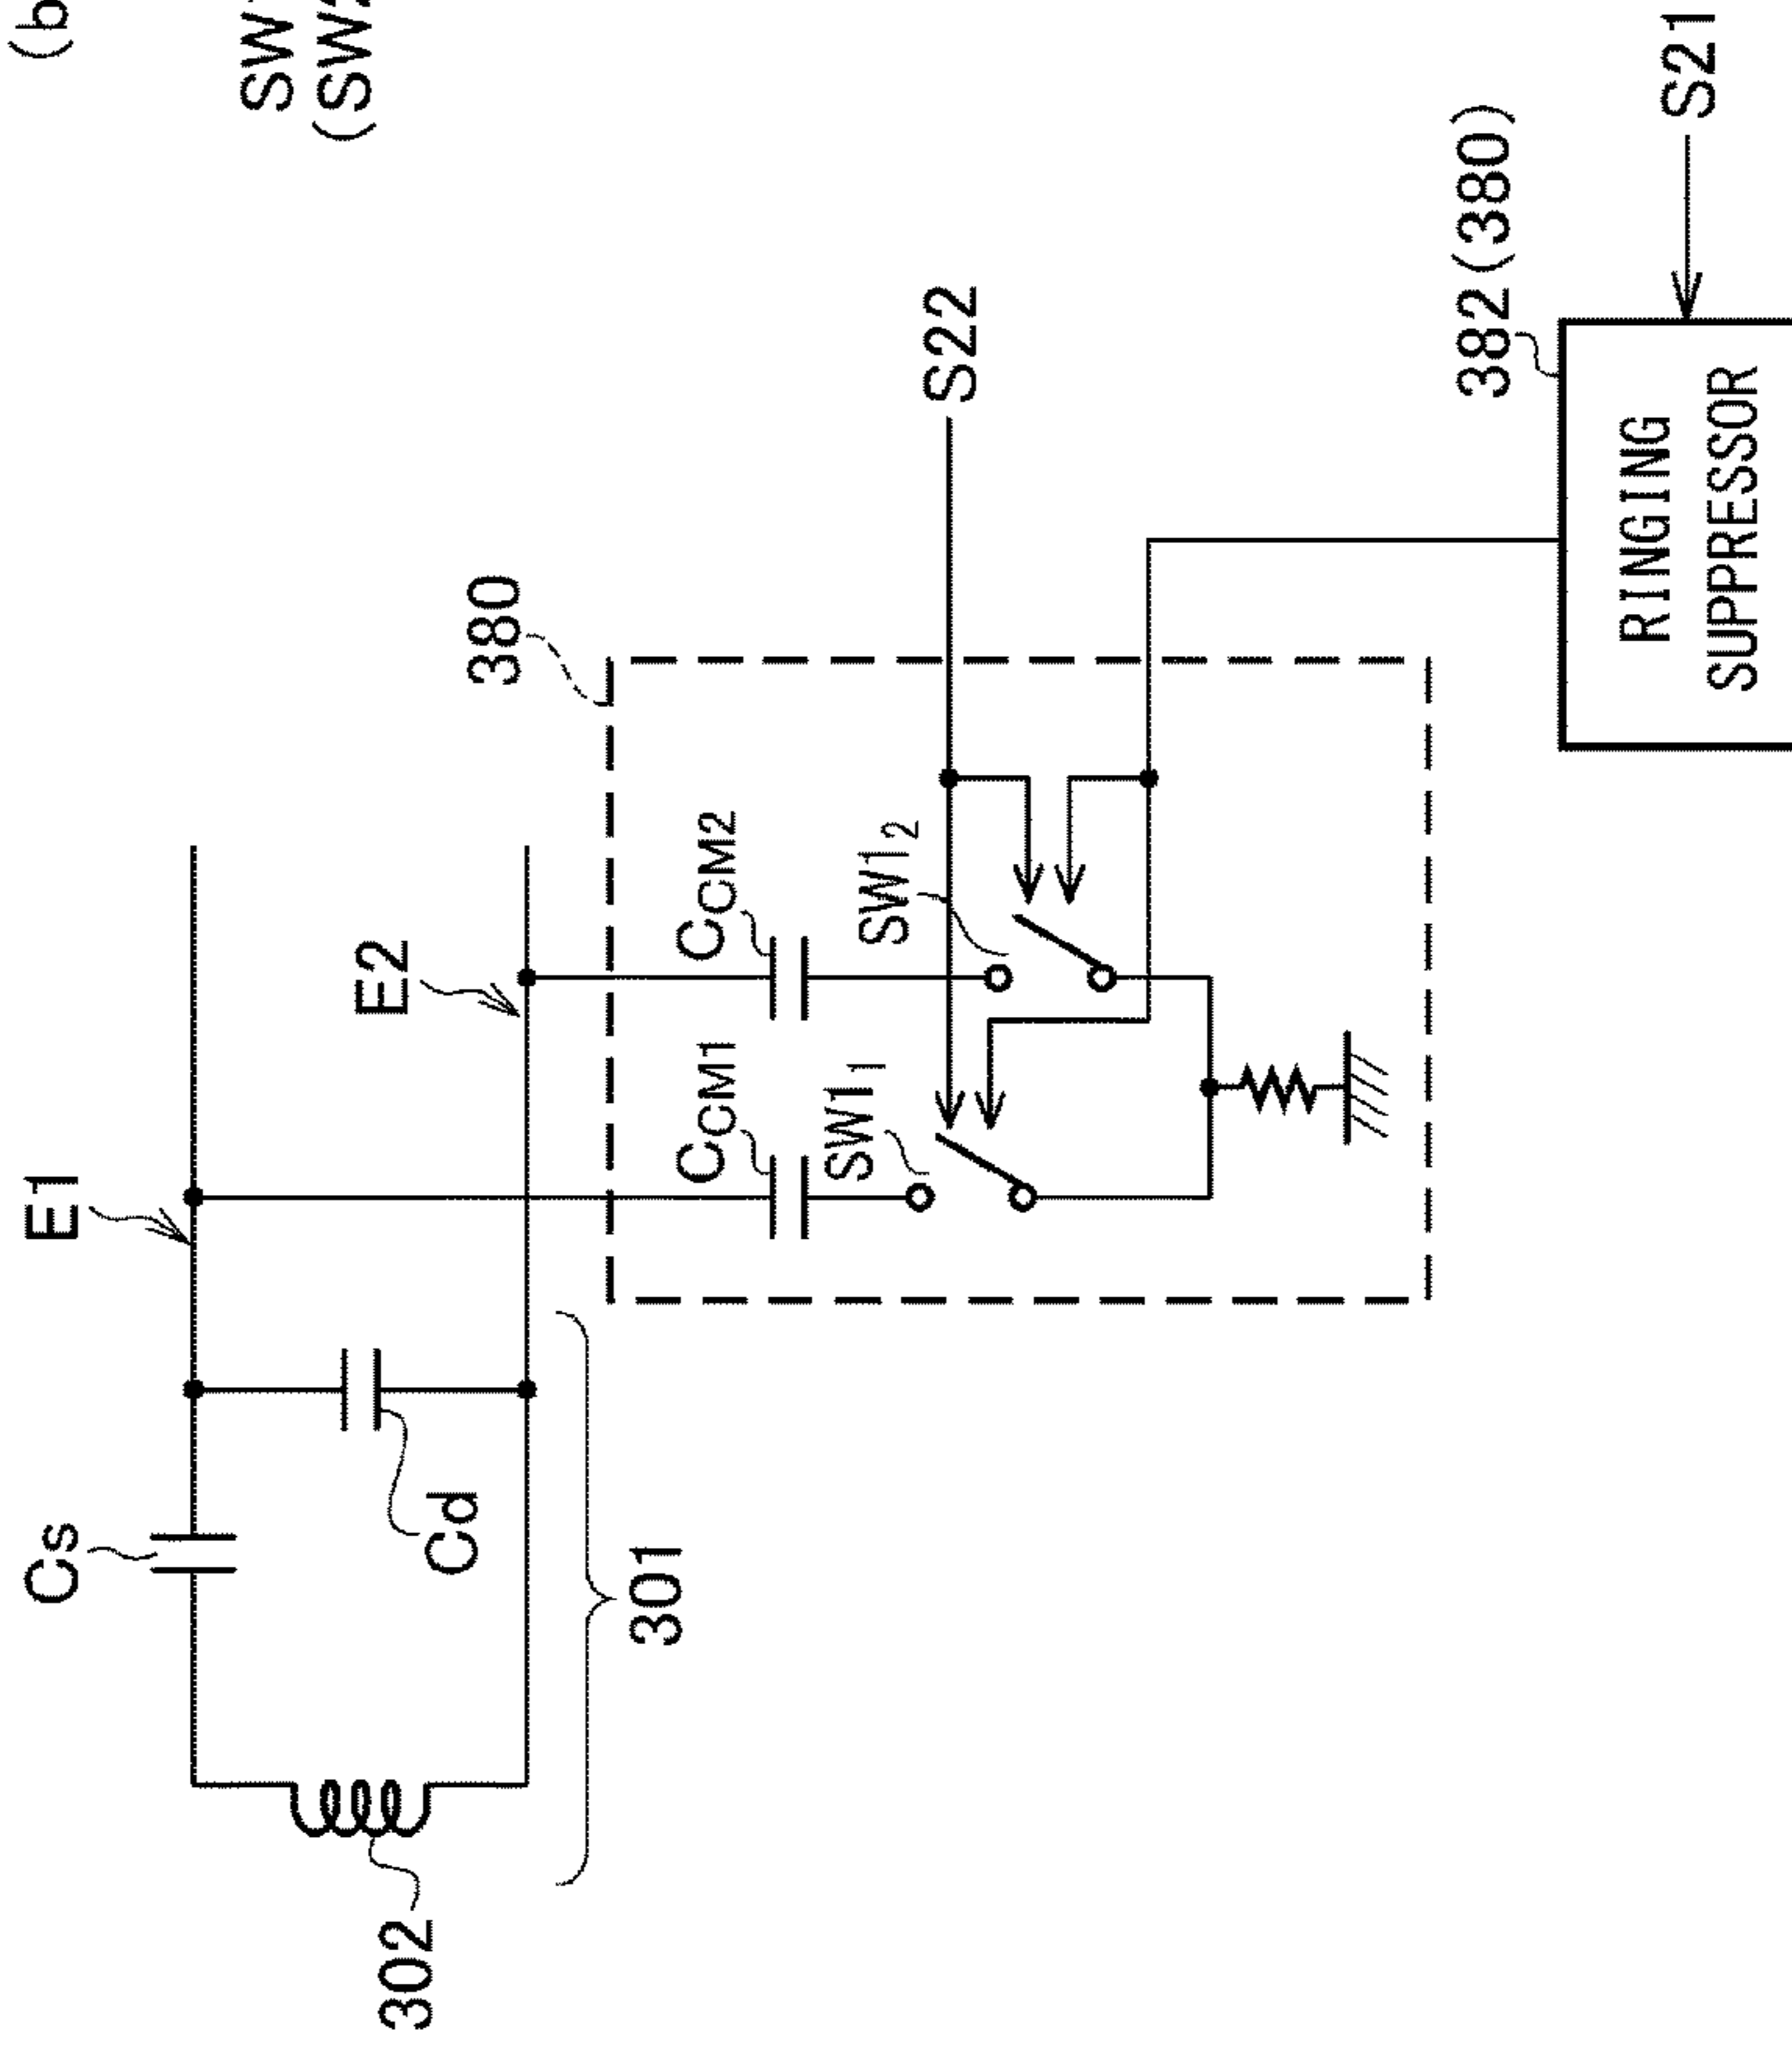 Cs
E1
(b
SW
(SW
E2
302
Cd
380
301
CCM1
CCM2
SW11
SW12
S22
382(380)
RINGING
SUPPRESSOR
S21